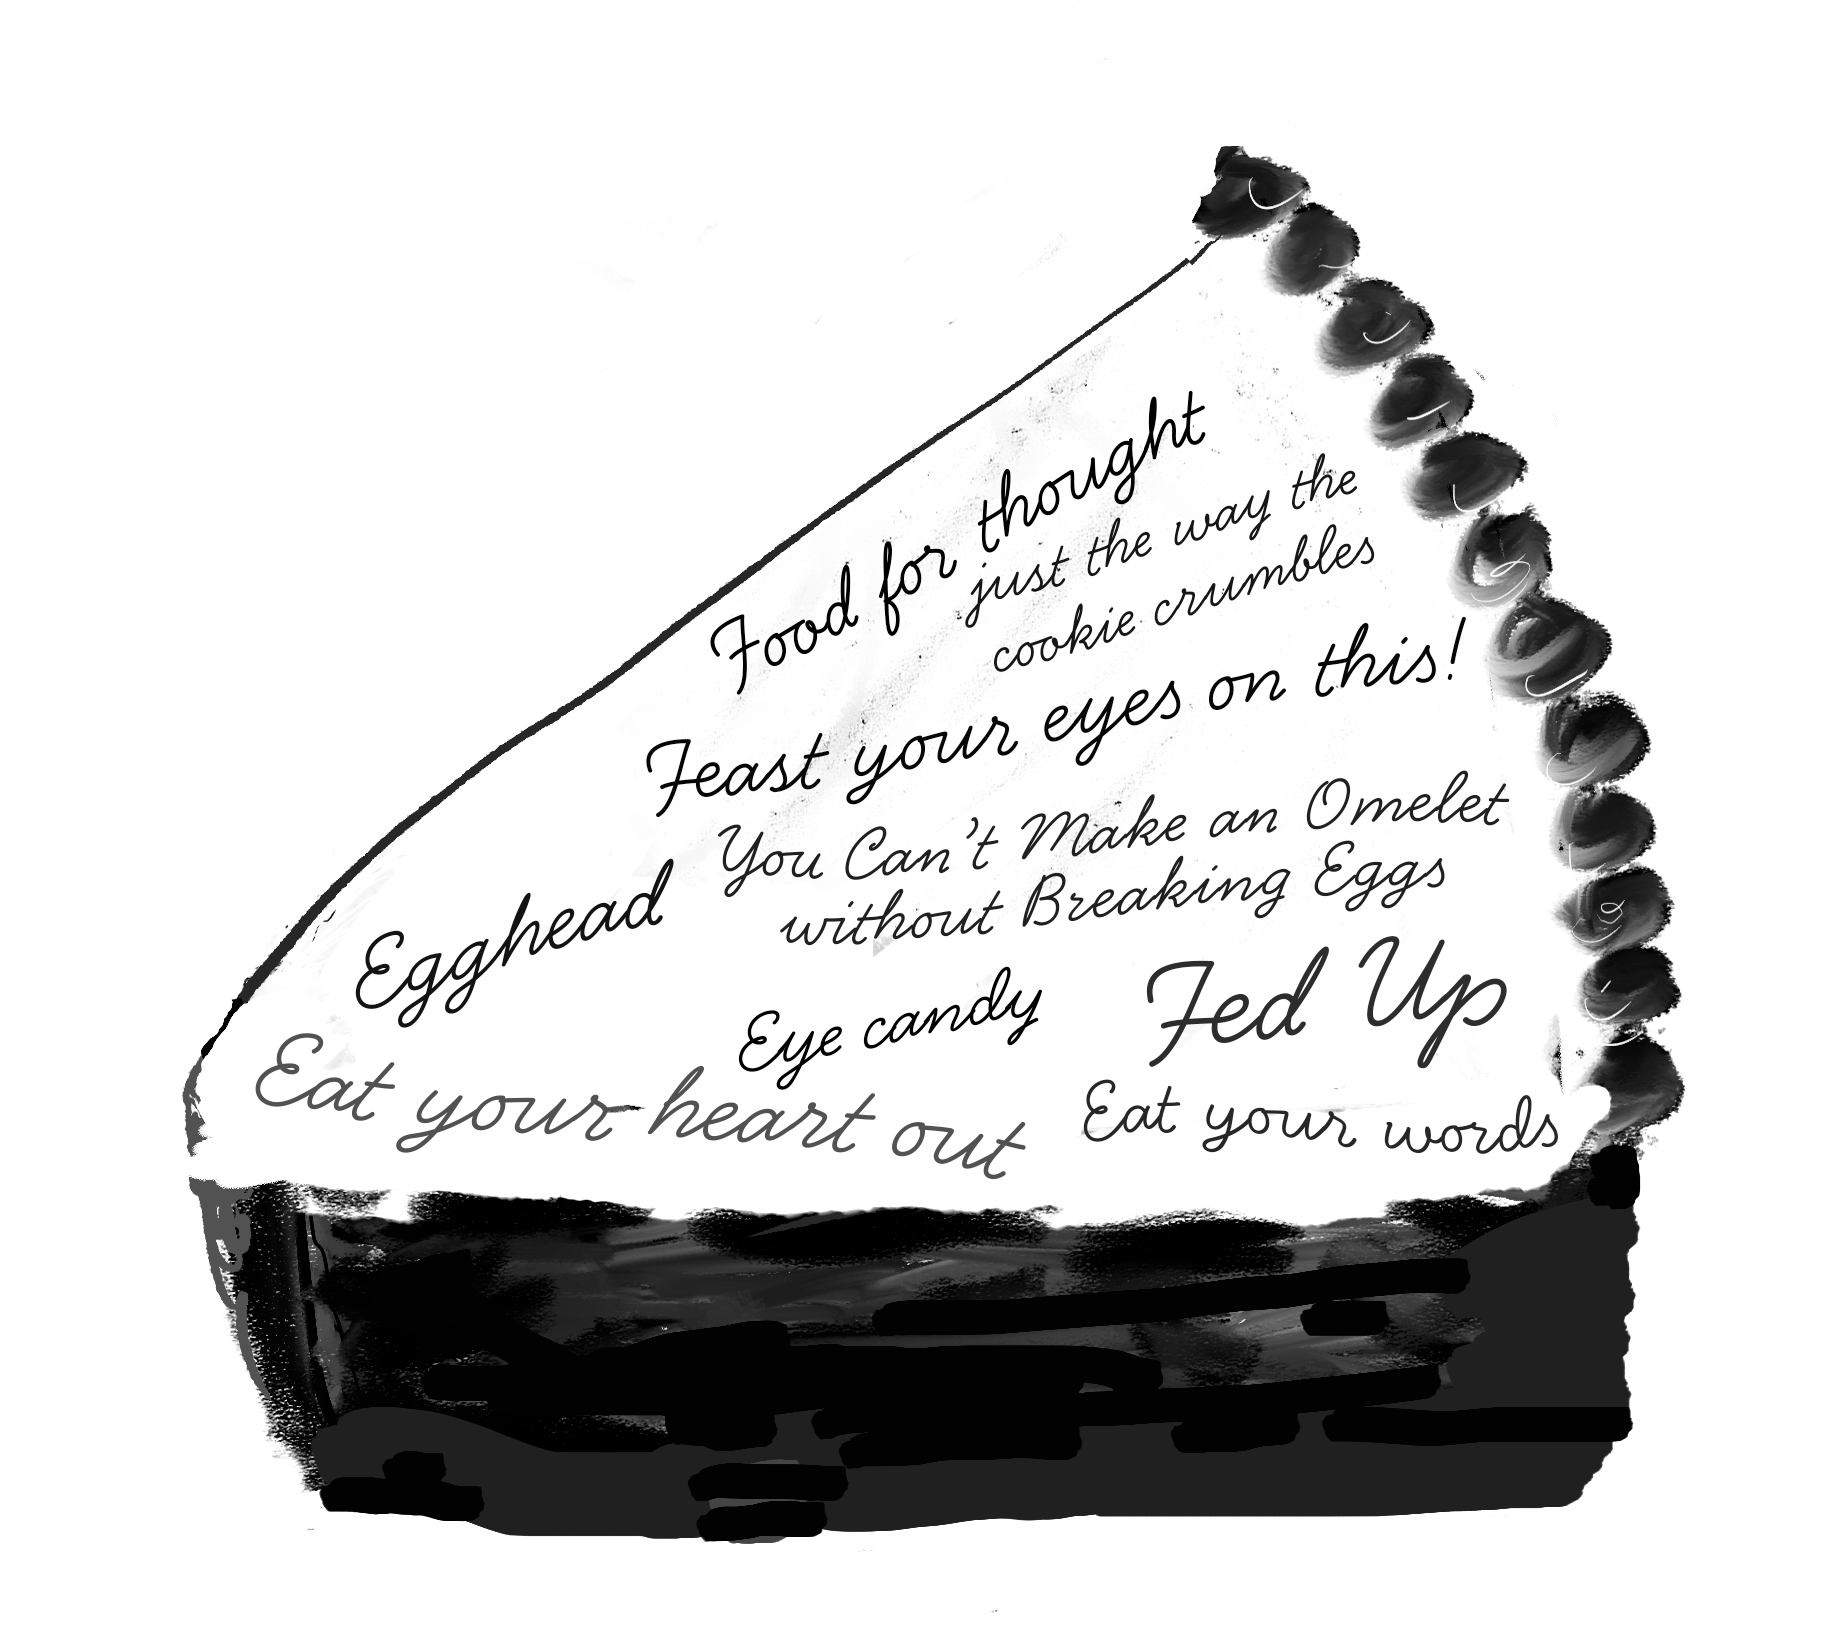 Food for thought
just the way the
cookie crumbles
Feast your eyes on this!
You Can't Make an Omelet
without Breaking Eggs
Egghead
Eye candy
Fed Up
Eat your heart out
Eat your words